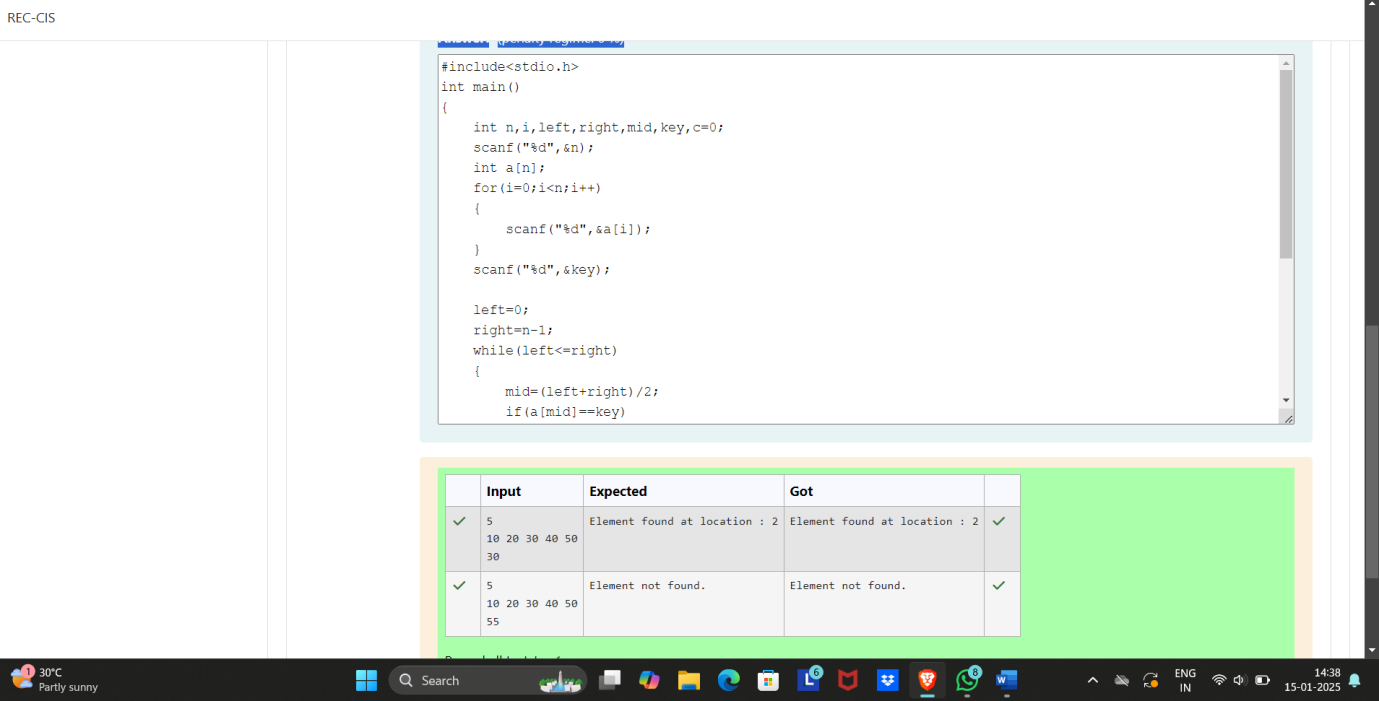 REC-CIS
#include<stdio.h>
int main()
{
    int n,i,left,right,mid,key,c=0;
    scanf("%d",&n);
    int a[n];
    for(i=0;i<n;i++)
    {
        scanf("%d",&a[i]);
    }
    scanf("%d",&key);
    left=0;
    right=n-1;
    while(left<=right)
    {
        mid=(left+right)/2;
        if(a[mid]==key)
Input Expected Got
5 Element found at location : 2 Element found at location : 2
10 20 30 40 50
30
5 Element not found. Element not found.
10 20 30 40 50
55
1 30°C
Partly sunny
Search
L 6
8
W
ENG
IN
14:38
15-01-2025